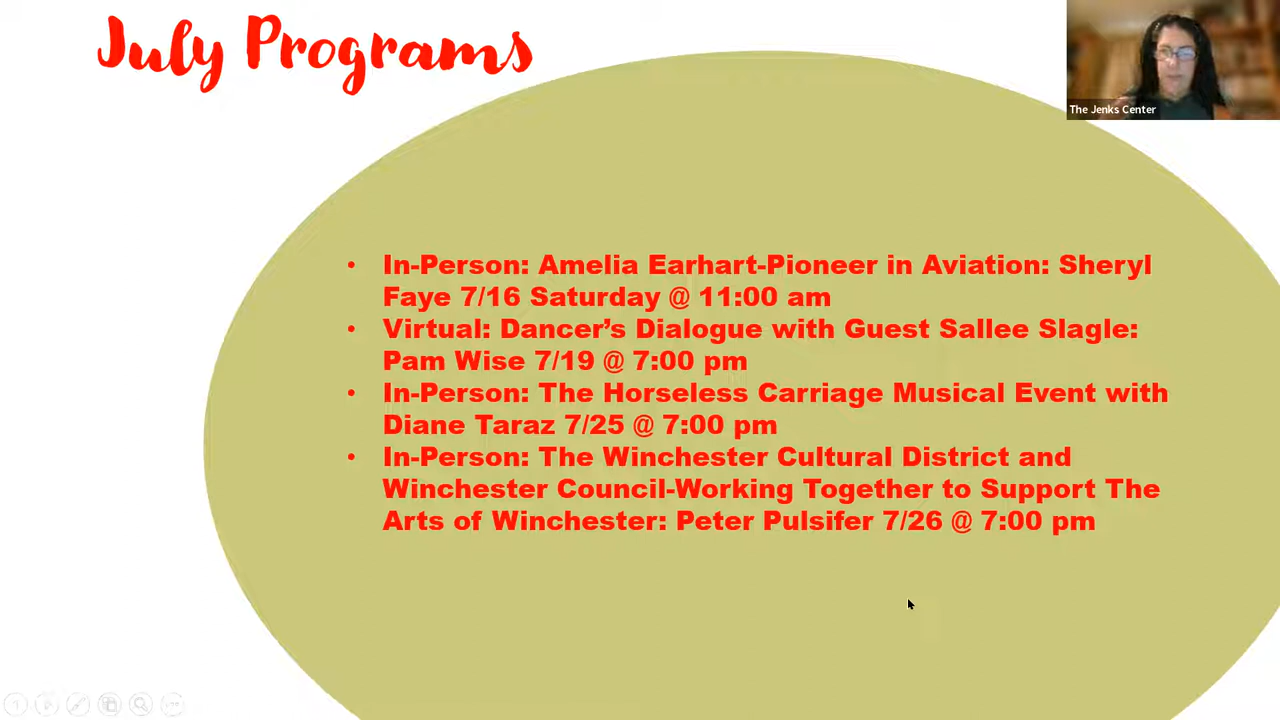 July Programs
The Jenks Center
• In-Person: Amelia Earhart-Pioneer in Aviation: Sheryl
Faye 7/16 Saturday @ 11:00 am
• Virtual: Dancer’s Dialogue with Guest Sallee Slagle:
Pam Wise 7/19 @ 7:00 pm
• In-Person: The Horseless Carriage Musical Event with
Diane Taraz 7/25 @ 7:00 pm
• In-Person: The Winchester Cultural District and
Winchester Council-Working Together to Support The
Arts of Winchester: Peter Pulsifer 7/26 @ 7:00 pm